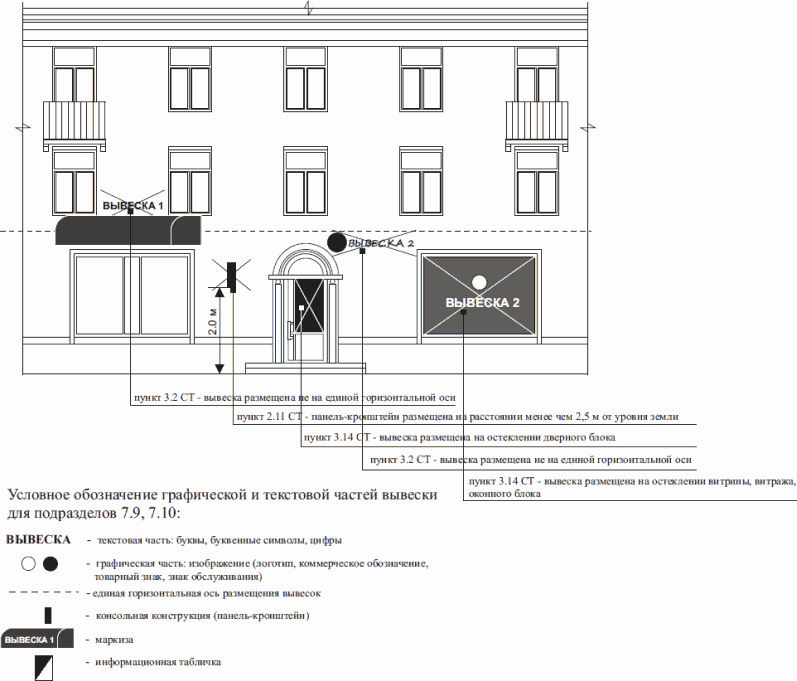 ВЫВЕСКА 1
ВЫВЕСКА 2
ВЫВЕСКА 2
2.0 м
пункт 3.2 СТ - вывеска размещена не на единой горизонтальной оси
пункт 2.11 СТ - панель-кронштейн размещена на расстоянии менее чем 2,5 м от уровня земли
пункт 3.14 СТ - вывеска размещена на остеклении дверного блока
пункт 3.2 СТ - вывеска размещена не на единой горизонтальной оси
пункт 3.14 СТ - вывеска размещена на остеклении витрины, витража,
оконного блока
Условное обозначение графической и текстовой частей вывески
для подразделов 7.9, 7.10:
ВЫВЕСКА - текстовая часть: буквы, буквенные символы, цифры
- графическая часть: изображение (логотип, коммерческое обозначение,
товарный знак, знак обслуживания)
- единая горизонтальная ось размещения вывесок
- консольная конструкция (панель-кронштейн)
ВЫВЕСКА 1 - маркиза
- информационная табличка